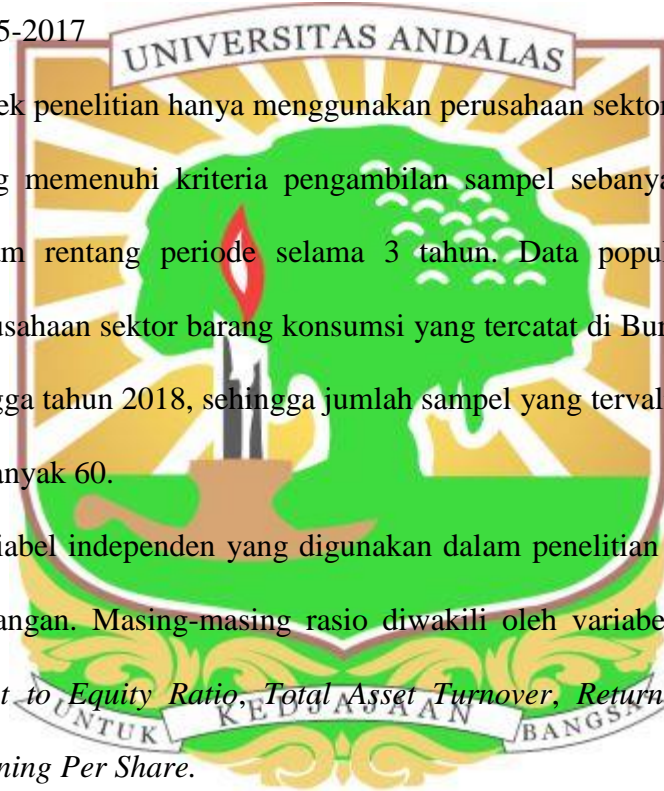 5-2017
UNIVERSITAS ANDALAS
ek penelitian hanya menggunakan perusahaan sektor
g memenuhi kriteria pengambilan sampel sebanya
am rentang periode selama 3 tahun. Data popul
usahaan sektor barang konsumsi yang tercatat di Bur
gga tahun 2018, sehingga jumlah sampel yang terval
anyak 60.
iabel independen yang digunakan dalam penelitian
angan. Masing-masing rasio diwakili oleh variabe
t to Equity Ratio, Total Asset Turnover, Return
UNTUK KEDJAJAAN BANGSA
ning Per Share.